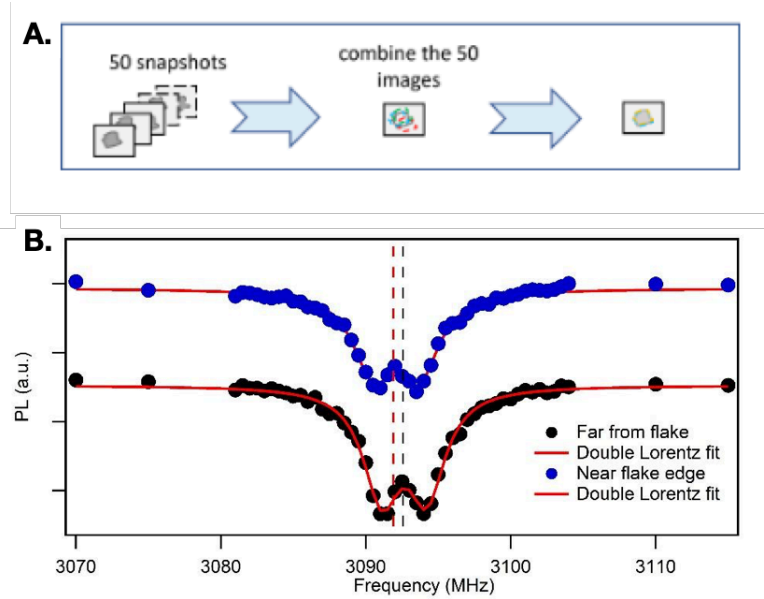 A.
50 snapshots
combine the 50
images
B.
PL (a.u.)
Far from flake
Double Lorentz fit
Near flake edge
Double Lorentz fit
3070
3080
3090
3100
3110
Frequency (MHz)